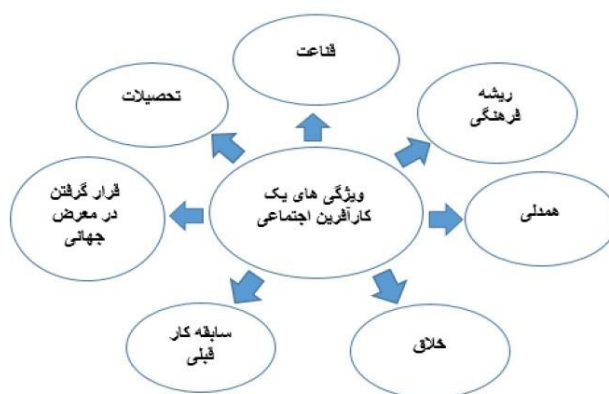 قناعت
ریشه
فرهنگی
تحصیلات
ویژگی های یک
کارآفرین اجتماعی
همدلی
قرار گرفتن
در معرض
جهانی
سابقه کار
قبلی
خلاق